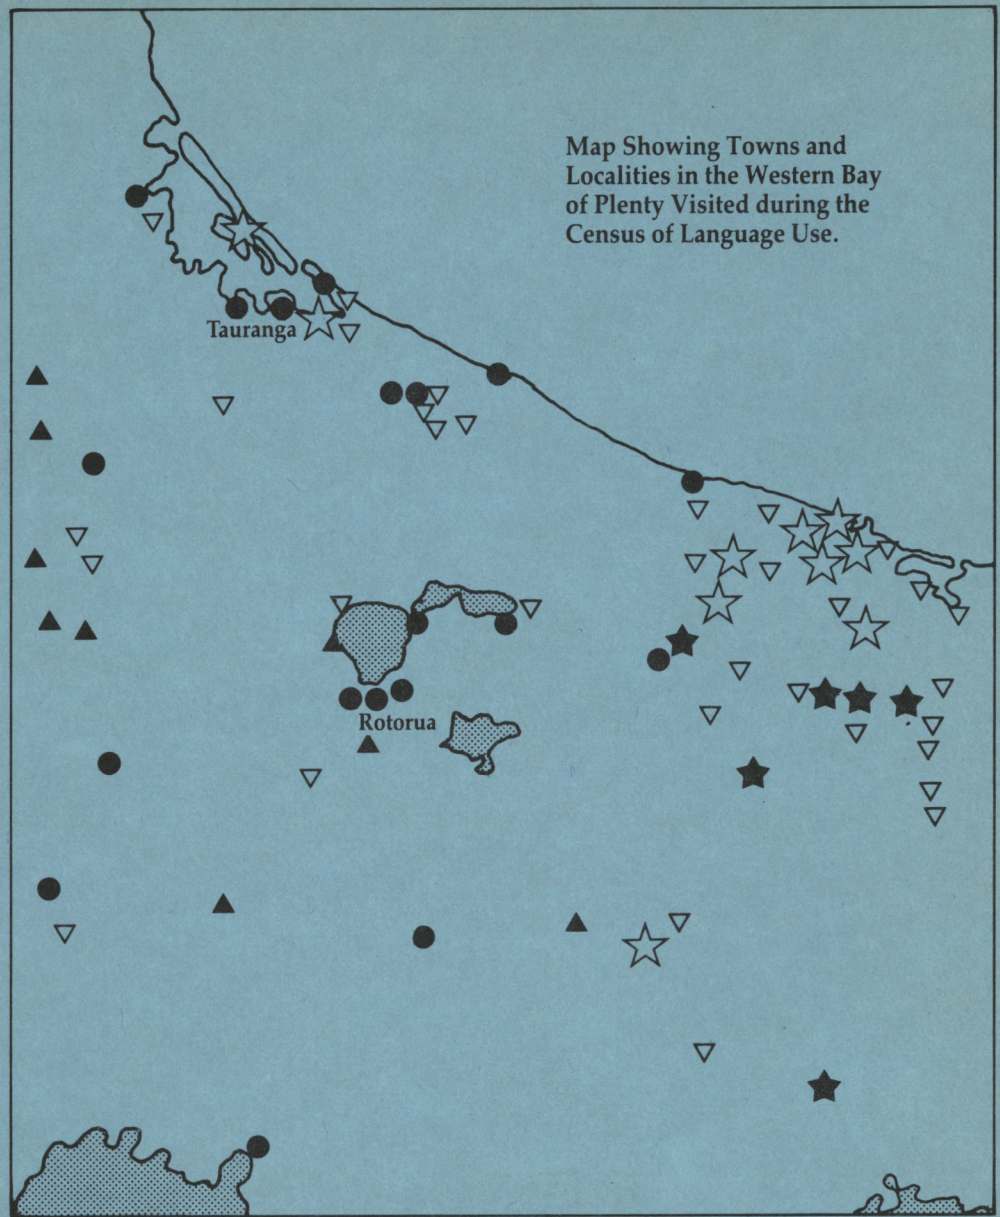 Map Showing Towns and
Localities in the Western Bay
of Plenty Visited during the
Census of Language Use.
Tauranga
Rotorua